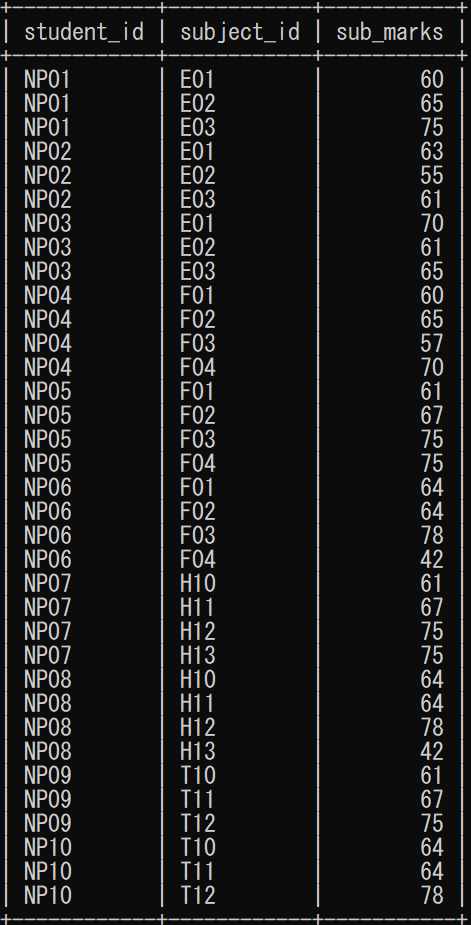 student_id | subject_id | sub_marks
NP01 | E01 | 60
NP01 | E02 | 65
NP01 | E03 | 75
NP02 | E01 | 63
NP02 | E02 | 55
NP02 | E03 | 61
NP03 | E01 | 70
NP03 | E02 | 61
NP03 | E03 | 65
NP04 | F01 | 60
NP04 | F02 | 65
NP04 | F03 | 57
NP04 | F04 | 70
NP05 | F01 | 61
NP05 | F02 | 67
NP05 | F03 | 75
NP05 | F04 | 75
NP06 | F01 | 64
NP06 | F02 | 64
NP06 | F03 | 78
NP06 | F04 | 42
NP07 | H10 | 61
NP07 | H11 | 67
NP07 | H12 | 75
NP07 | H13 | 75
NP08 | H10 | 64
NP08 | H11 | 64
NP08 | H12 | 78
NP08 | H13 | 42
NP09 | T10 | 61
NP09 | T11 | 67
NP09 | T12 | 75
NP10 | T10 | 64
NP10 | T11 | 64
NP10 | T12 | 78